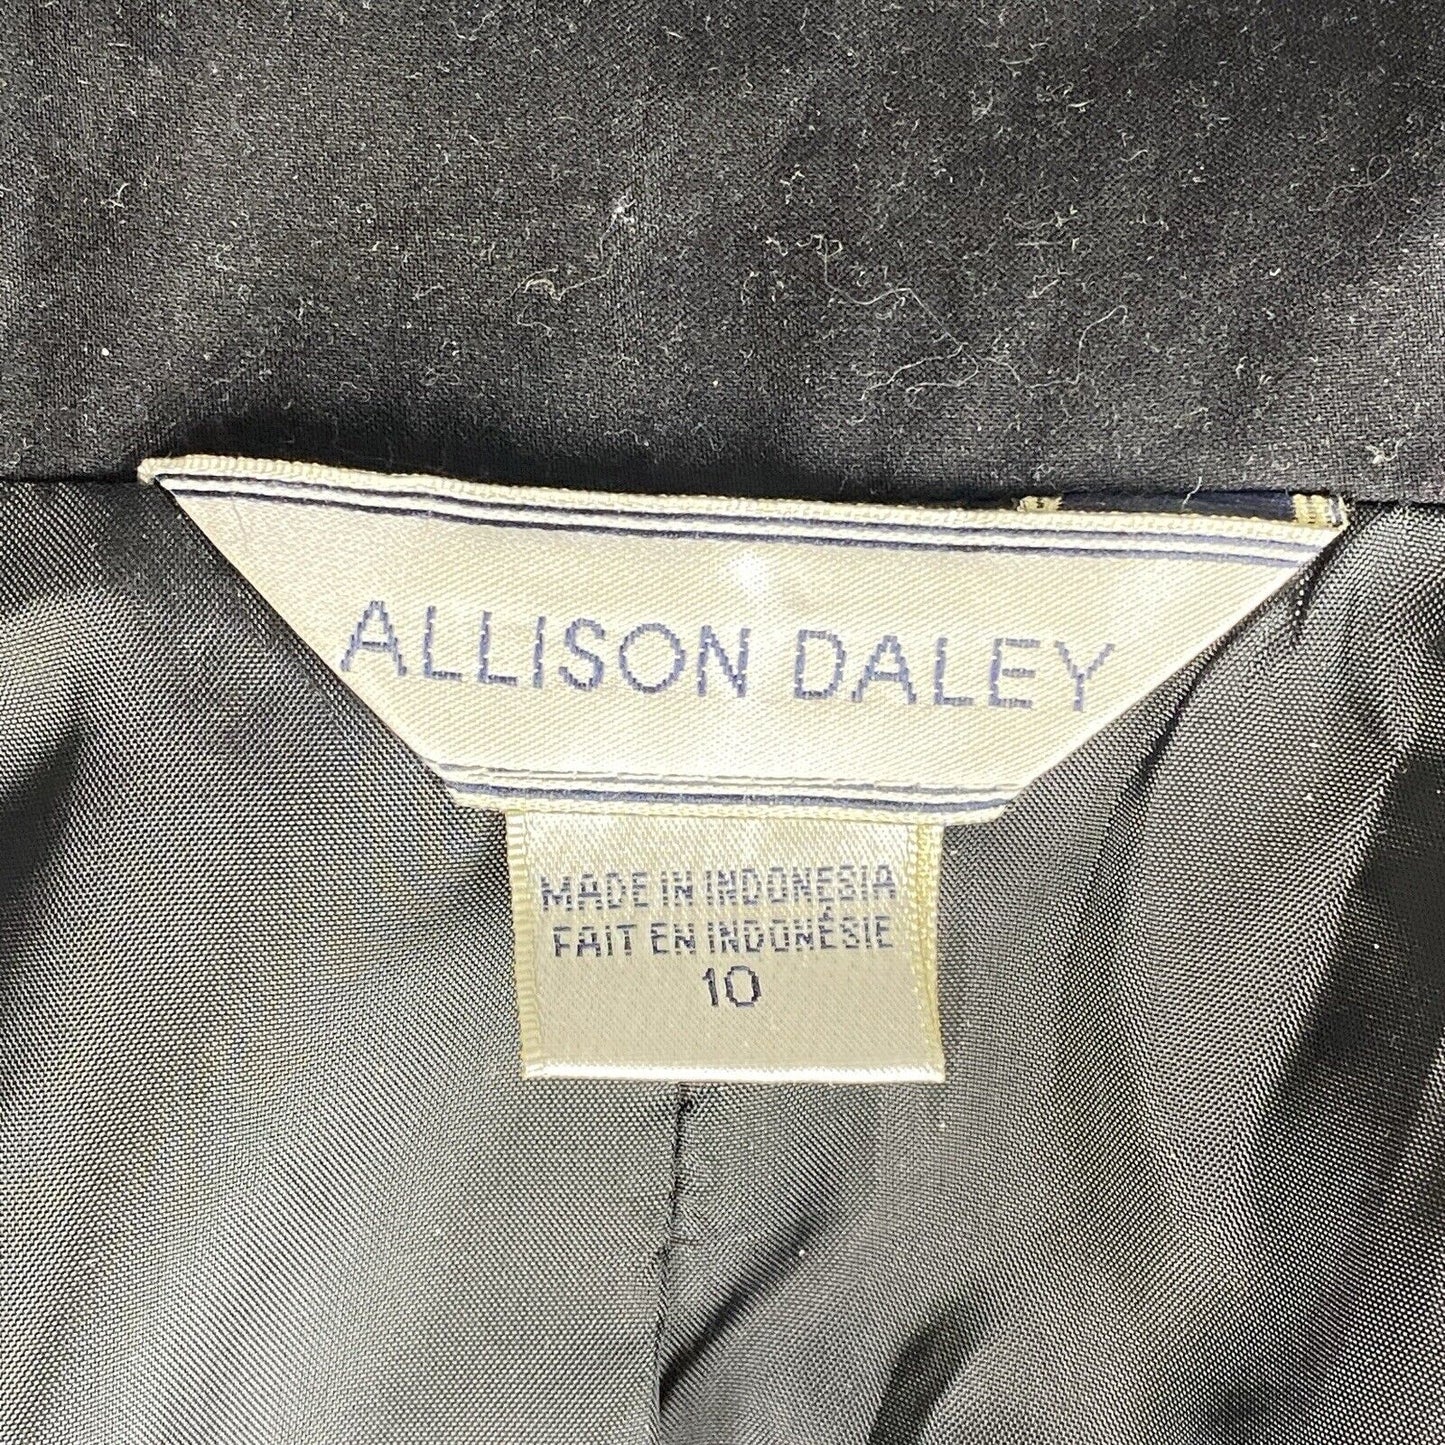 ALLISON DALEY
MADE IN INDONESIA
FAIT EN INDONÉSIE
10